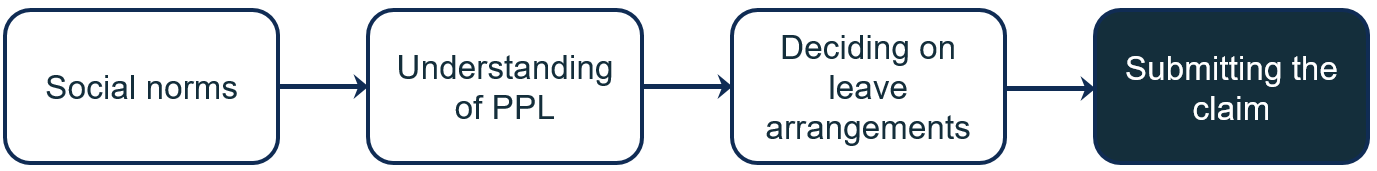 Social norms
Understanding
of PPL
Deciding on
leave
arrangements
Submitting the
claim